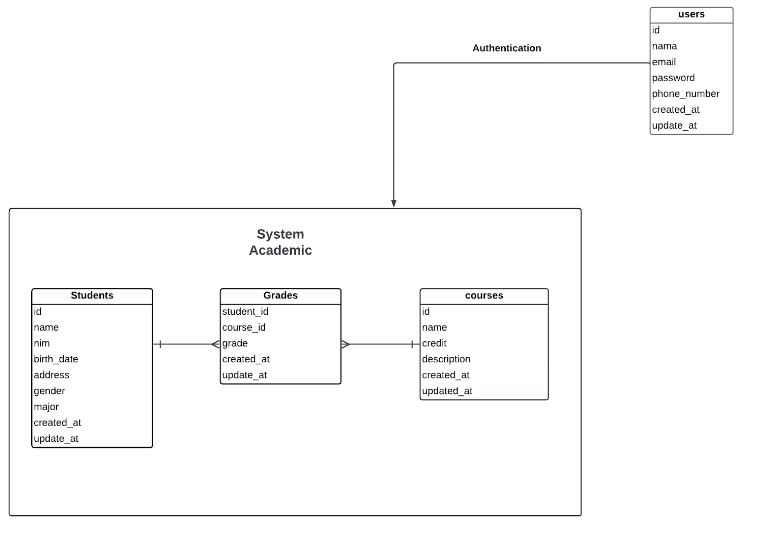 users
id
nama
email
password
phone_number
created_at
update_at
Authentication
System
Academic
Students
id
name
nim
birth_date
address
gender
major
created_at
update_at
Grades
student_id
course_id
grade
created_at
update_at
courses
id
name
credit
description
created_at
updated_at